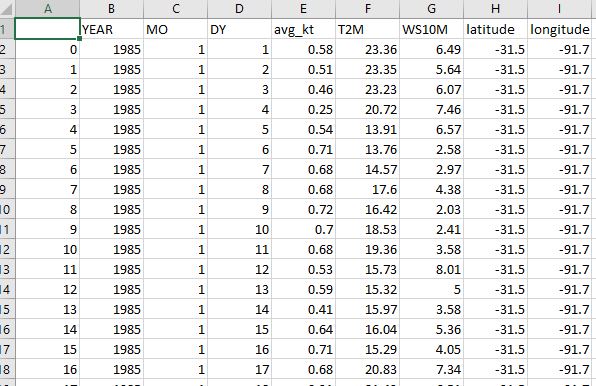 A B C D E F G H I
1 YEAR MO DY avg_kt T2M WS10M latitude longitude
2 0 1985 1 1 0.58 23.36 6.49 -31.5 -91.7
3 1 1985 1 2 0.51 23.35 5.64 -31.5 -91.7
4 2 1985 1 3 0.46 23.23 6.07 -31.5 -91.7
5 3 1985 1 4 0.25 20.72 7.46 -31.5 -91.7
6 4 1985 1 5 0.54 13.91 6.57 -31.5 -91.7
7 5 1985 1 6 0.71 13.76 2.58 -31.5 -91.7
8 6 1985 1 7 0.68 14.57 2.97 -31.5 -91.7
9 7 1985 1 8 0.68 17.6 4.38 -31.5 -91.7
10 8 1985 1 9 0.72 16.42 2.03 -31.5 -91.7
11 9 1985 1 10 0.7 18.53 2.41 -31.5 -91.7
12 10 1985 1 11 0.68 19.36 3.58 -31.5 -91.7
13 11 1985 1 12 0.53 15.73 8.01 -31.5 -91.7
14 12 1985 1 13 0.59 15.32 5 -31.5 -91.7
15 13 1985 1 14 0.41 15.97 3.58 -31.5 -91.7
16 14 1985 1 15 0.64 16.04 5.36 -31.5 -91.7
17 15 1985 1 16 0.71 15.29 4.05 -31.5 -91.7
18 16 1985 1 17 0.68 20.83 7.34 -31.5 -91.7